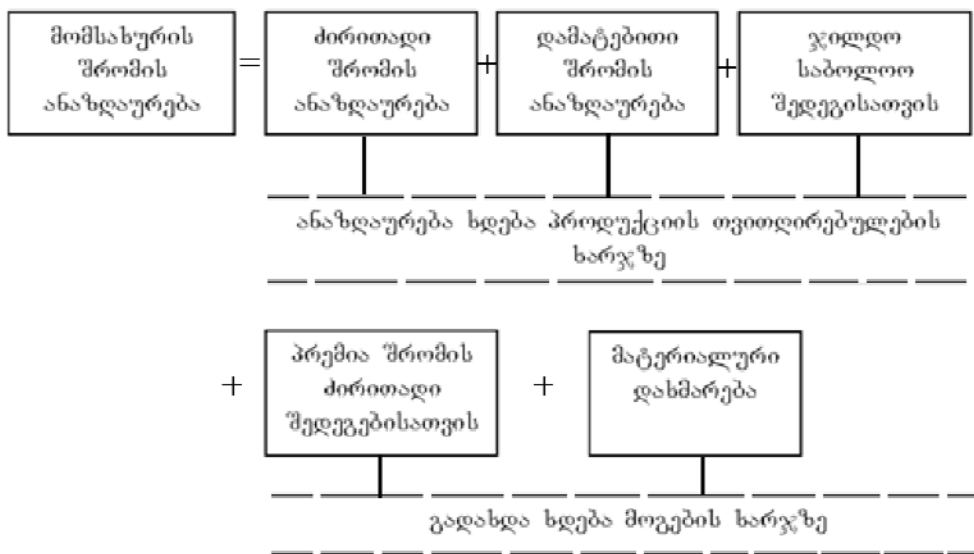 მომსახურის
შრომის
ანაზღაურება
=
ძირითადი
შრომის
ანაზღაურება
+
დამატებითი
შრომის
ანაზღაურება
+
ჯილდო
საბოლოო
შედეგისათვის
ანაზღაურება ხდება პროდუქციის თვითღირებულების
ხარჯზე
+
პრემია შრომის
ძირითადი
შედეგებისათვის
+
მატერიალური
დახმარება
გადახდა ხდება მოგების ხარჯზე